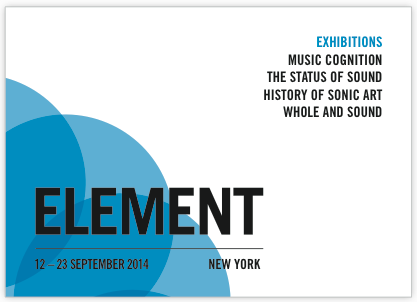 EXHIBITIONS
MUSIC COGNITION
THE STATUS OF SOUND
HISTORY OF SONIC ART
WHOLE AND SOUND
ELEMENT
12 – 23 SEPTEMBER 2014 NEW YORK